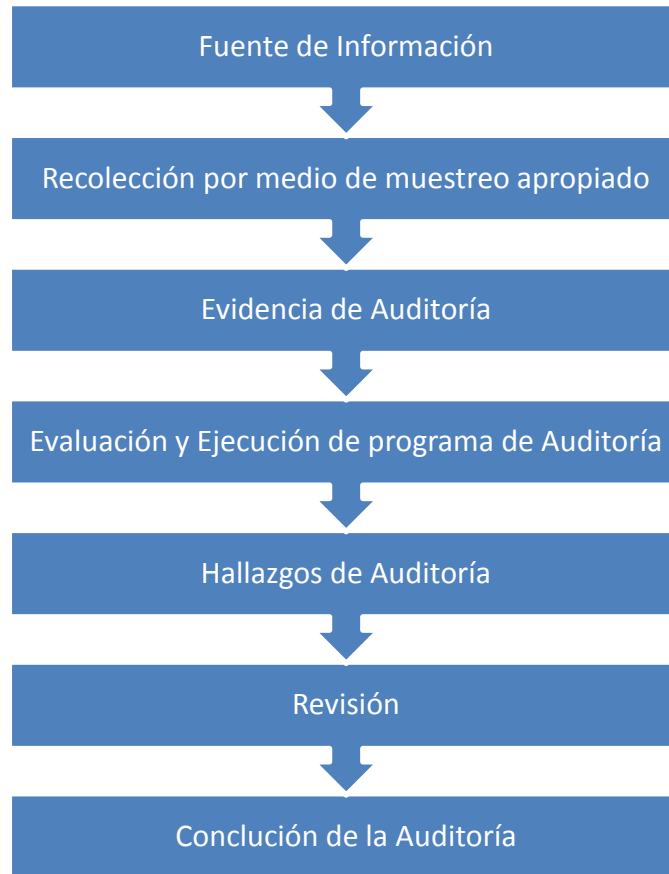 Fuente de Información
Recolección por medio de muestreo apropiado
Evidencia de Auditoría
Evaluación y Ejecución de programa de Auditoría
Hallazgos de Auditoría
Revisión
Conclución de la Auditoría